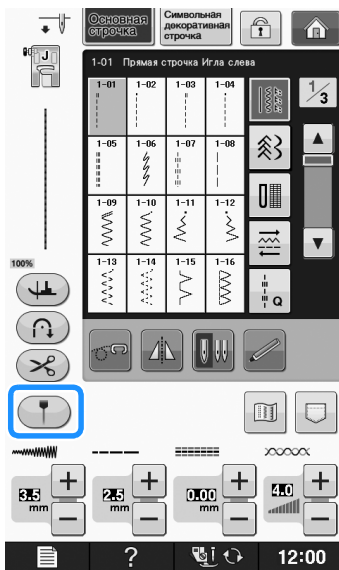 Основная строчка
Символьная декоративная строчка
J
1-01 Прямая строчка Игла слева
1/3
1-01 1-02 1-03 1-04
1-05 1-06 1-07 1-08
1-09 1-10 1-11 1-12
1-13 1-14 1-15 1-16
Q
100%
3.5 mm
2.5 mm
0.00 mm
4.0
? 12:00